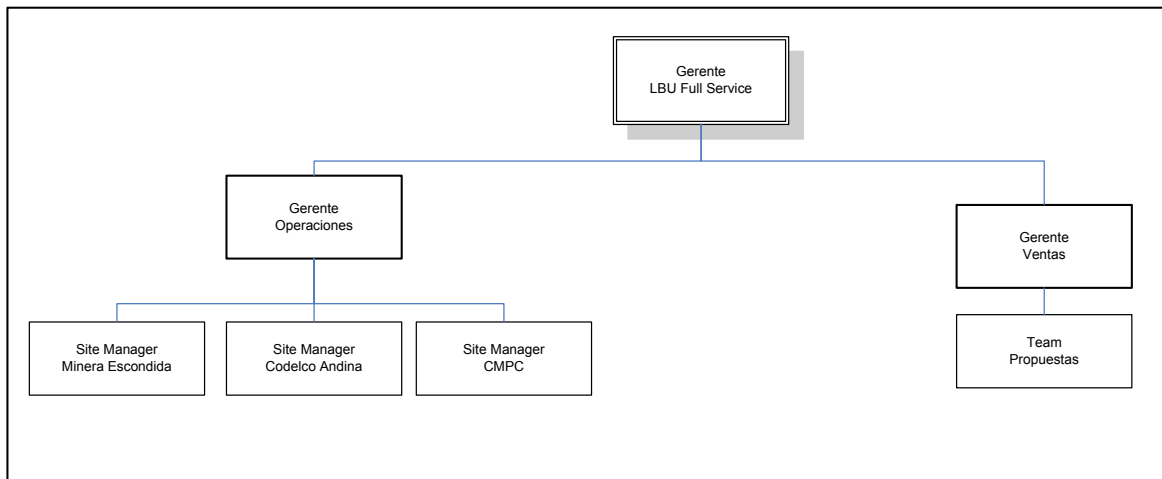 Gerente
LBU Full Service
Gerente
Operaciones
Gerente
Ventas
Site Manager
Minera Escondida
Site Manager
Codelco Andina
Site Manager
CMPC
Team
Propuestas